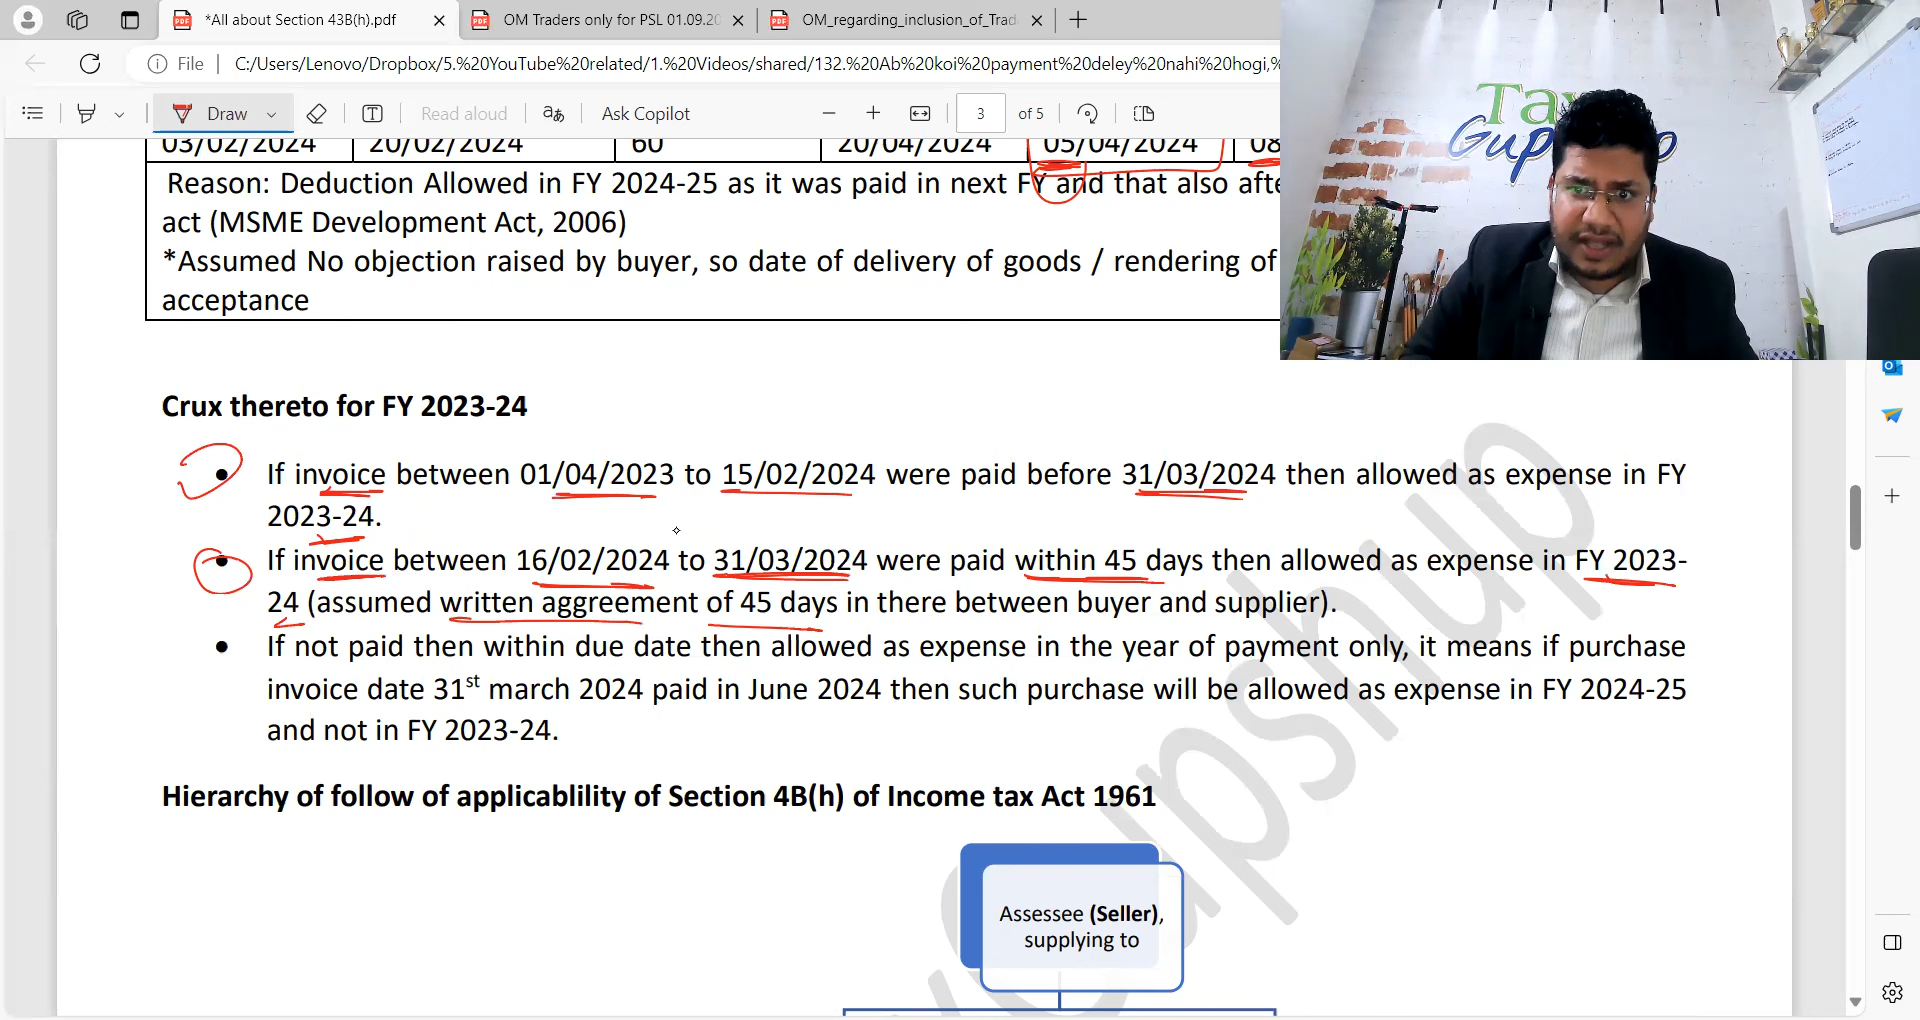 *All about Section 43B(h).pdf
OM Traders only for PSL 01.09.20
OM_regarding_inclusion_of_Trad
File
C:/Users/Lenovo/Dropbox/5.%20YouTube%20related/1.%20Videos/shared/132.%20Ab%20koi%20payment%20deley%20nahi%20hogi,%
Draw
Read aloud
Ask Copilot
3 of 5
03/02/2024 20/02/2024 60 20/04/2024 05/04/2024 08
Reason: Deduction Allowed in FY 2024-25 as it was paid in next FY and that also afte
act (MSME Development Act, 2006)
*Assumed No objection raised by buyer, so date of delivery of goods / rendering of
acceptance
Crux thereto for FY 2023-24
• If invoice between 01/04/2023 to 15/02/2024 were paid before 31/03/2024 then allowed as expense in FY
2023-24.
• If invoice between 16/02/2024 to 31/03/2024 were paid within 45 days then allowed as expense in FY 2023-
24 (assumed written aggreement of 45 days in there between buyer and supplier).
• If not paid then within due date then allowed as expense in the year of payment only, it means if purchase
invoice date 31st march 2024 paid in June 2024 then such purchase will be allowed as expense in FY 2024-25
and not in FY 2023-24.
Hierarchy of follow of applicablility of Section 4B(h) of Income tax Act 1961
Assessee (Seller),
supplying to